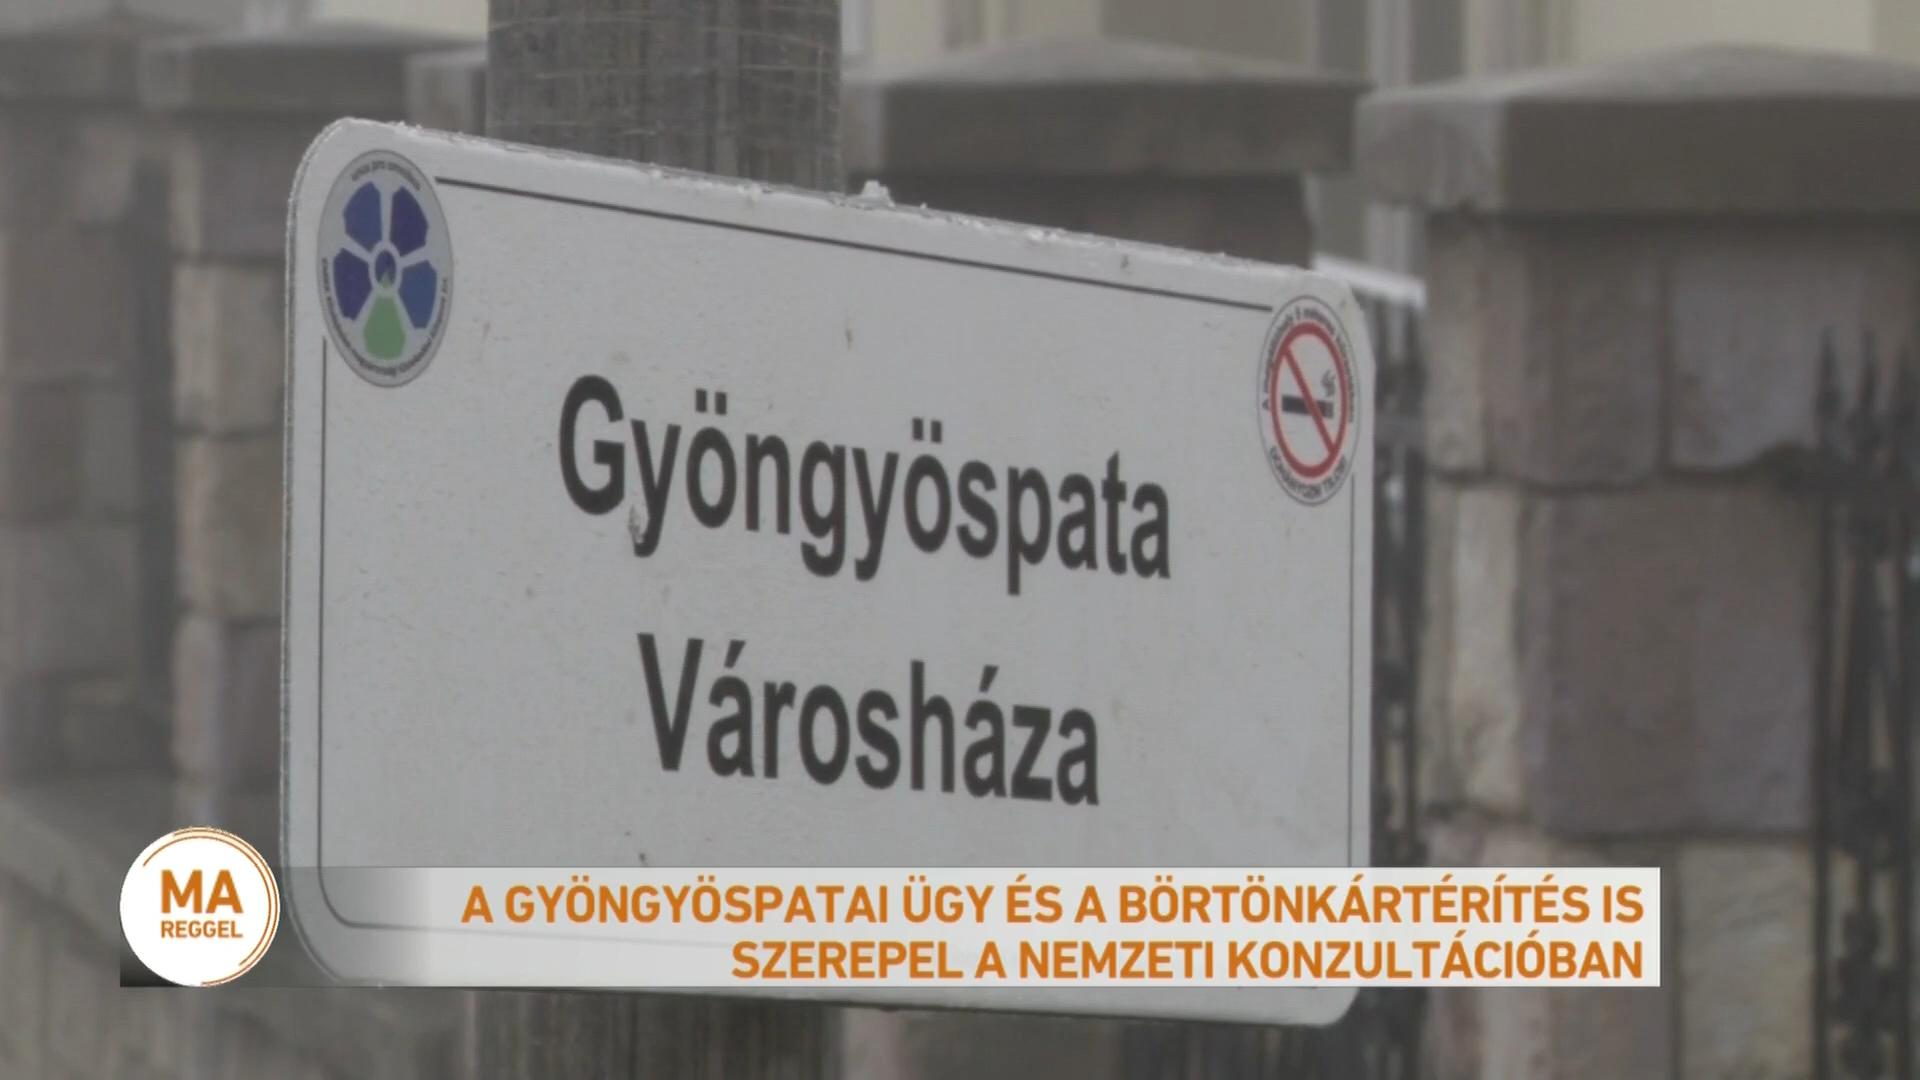 Gyöngyöspata
Városháza
MA
REGGEL
A GYÖNGYÖSPATAI ÜGY ÉS A BÖRTÖNKÁRTÉRÍTÉS IS
SZEREPEL A NEMZETI KONZULTÁCIÓBAN